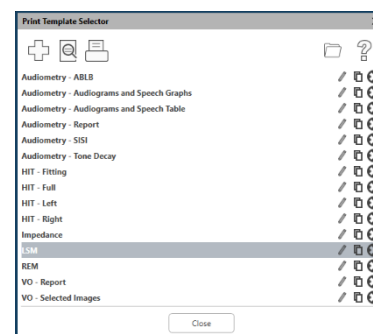 Print Template Selector
Audiometry - ABLB
Audiometry - Audiograms and Speech Graphs
Audiometry - Audiograms and Speech Table
Audiometry - Report
Audiometry - SISI
Audiometry - Tone Decay
HIT - Fitting
HIT - Full
HIT - Left
HIT - Right
Impedance
LSM
REM
VO - Report
VO - Selected Images
Close